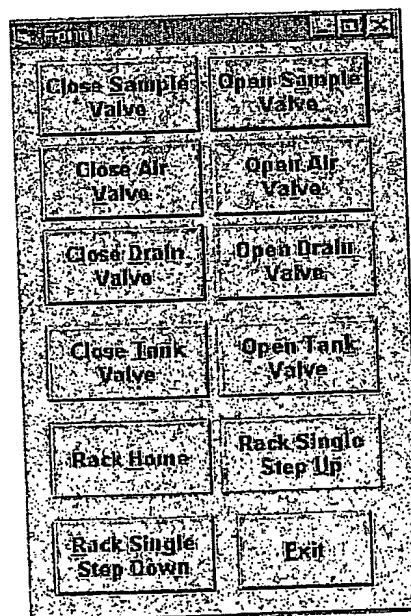 Form1
Close Sample
Valve
Open Sample
Valve
Close Air
Valve
Open Air
Valve
Close Drain
Valve
Open Drain
Valve
Close Tank
Valve
Open Tank
Valve
Rack Home
Rack Single
Step Up
Rack Single
Step Down
Exit